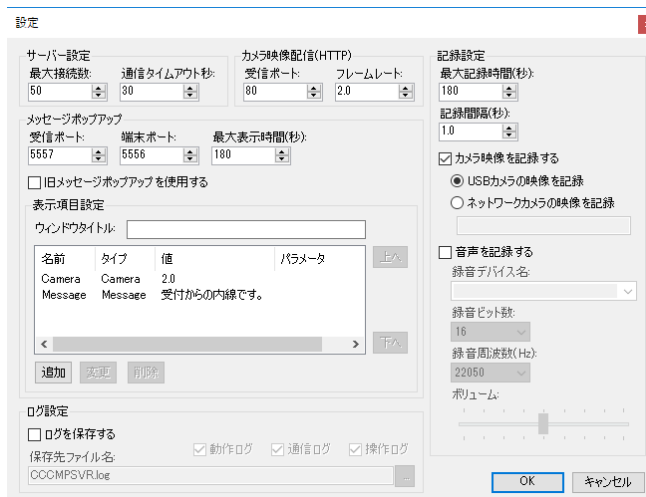 設定
サーバー設定
最大接続数: 通信タイムアウト秒:
50 30
カメラ映像配信(HTTP)
受信ポート: フレームレート:
80 2.0
メッセージポップアップ
受信ポート: 端末ポート: 最大表示時間(秒):
5557 5556 180
旧メッセージポップアップを使用する
表示項目設定
ウィンドウタイトル:
名前 タイプ 値 パラメータ
Camera Camera 2.0
Message Message 受付からの内線です。
上へ
下へ
追加 変更 削除
ログ設定
ログを保存する
動作ログ 通信ログ 操作ログ
保存先ファイル名:
CCCMPSVR.log ...
記録設定
最大記録時間(秒):
180
記録間隔(秒):
1.0
カメラ映像を記録する
USBカメラの映像を記録
ネットワークカメラの映像を記録
音声を記録する
録音デバイス名:
録音ビット数:
16
録音周波数(Hz):
22050
ボリューム:
OK キャンセル